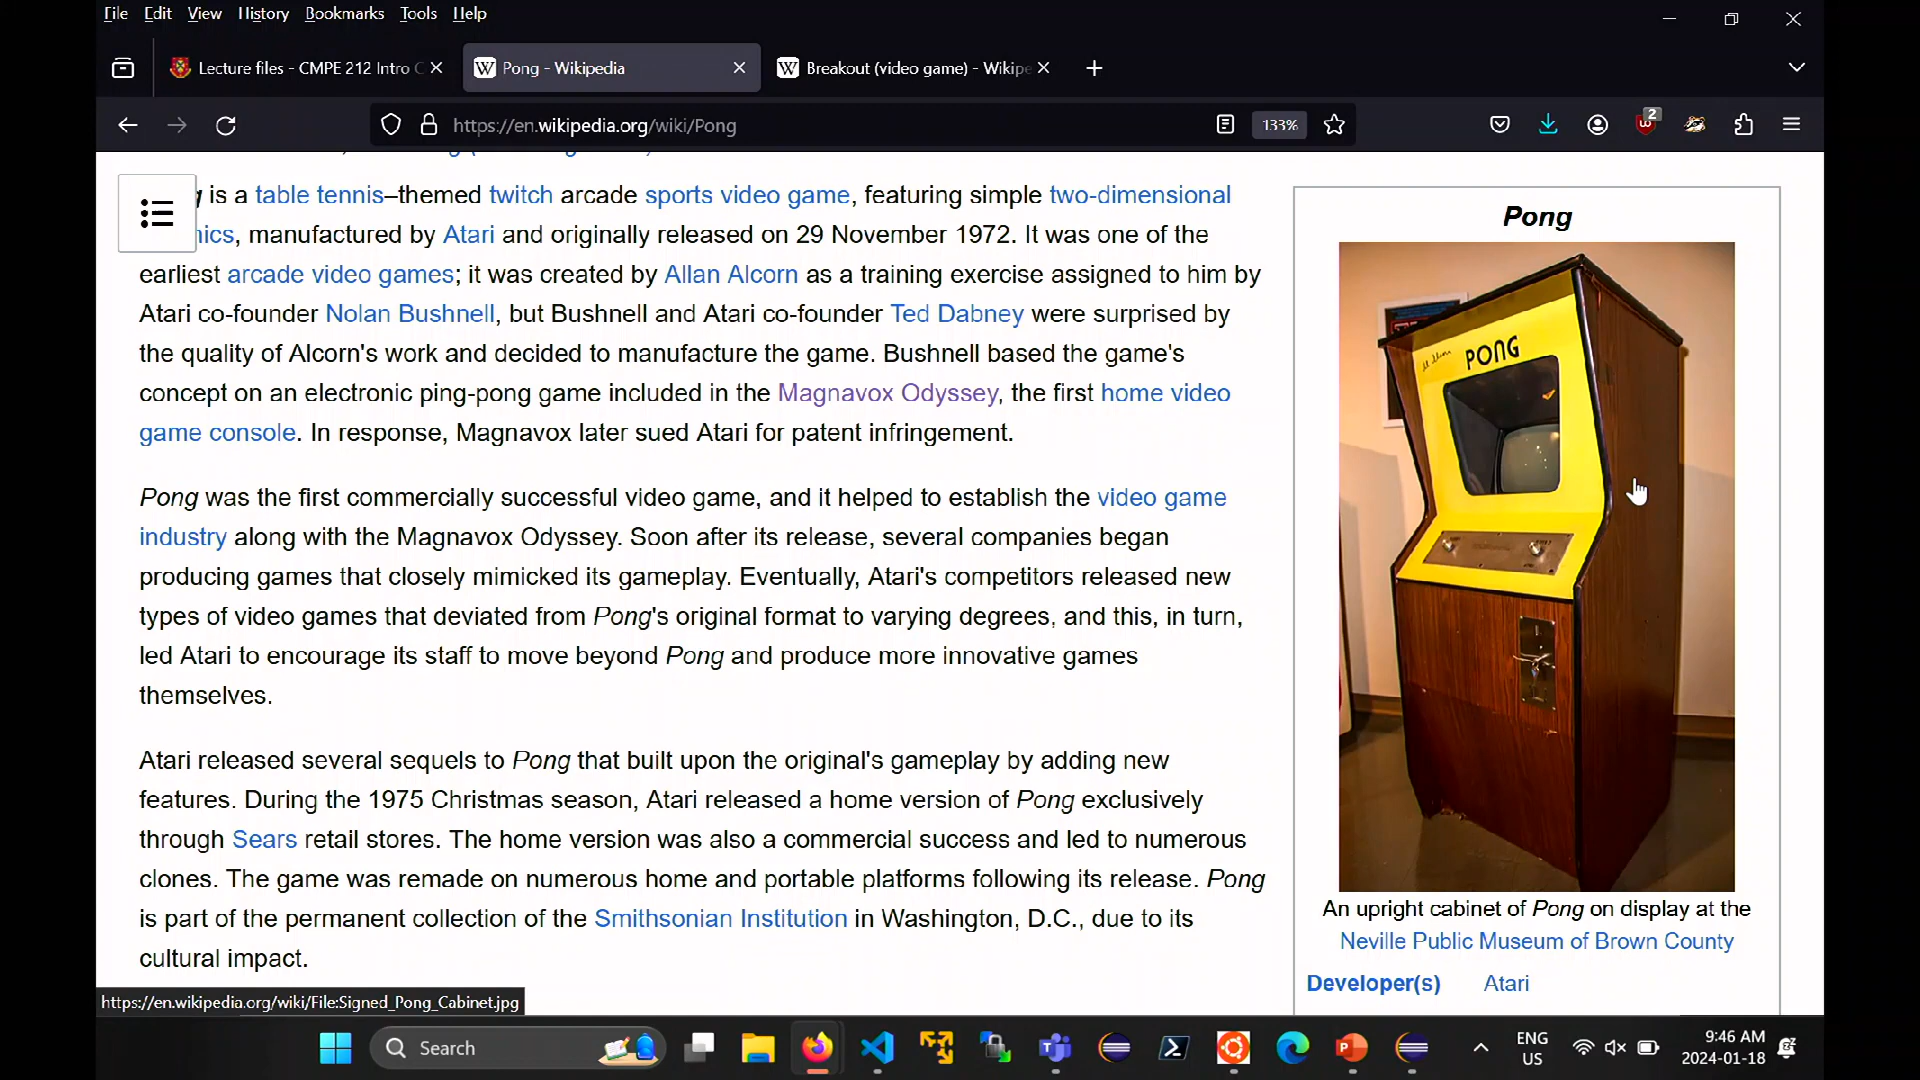 File Edit View History Bookmarks Tools Help
Lecture files - CMPE 212 Intro C
Pong - Wikipedia
Breakout (video game) - Wikipe
https://en.wikipedia.org/wiki/Pong
133%
2
is a table tennis–themed twitch arcade sports video game, featuring simple two-dimensional
ics, manufactured by Atari and originally released on 29 November 1972. It was one of the
earliest arcade video games; it was created by Allan Alcorn as a training exercise assigned to him by
Atari co-founder Nolan Bushnell, but Bushnell and Atari co-founder Ted Dabney were surprised by
the quality of Alcorn's work and decided to manufacture the game. Bushnell based the game's
concept on an electronic ping-pong game included in the Magnavox Odyssey, the first home video
game console. In response, Magnavox later sued Atari for patent infringement.
Pong was the first commercially successful video game, and it helped to establish the video game
industry along with the Magnavox Odyssey. Soon after its release, several companies began
producing games that closely mimicked its gameplay. Eventually, Atari's competitors released new
types of video games that deviated from Pong's original format to varying degrees, and this, in turn,
led Atari to encourage its staff to move beyond Pong and produce more innovative games
themselves.
Atari released several sequels to Pong that built upon the original's gameplay by adding new
features. During the 1975 Christmas season, Atari released a home version of Pong exclusively
through Sears retail stores. The home version was also a commercial success and led to numerous
clones. The game was remade on numerous home and portable platforms following its release. Pong
is part of the permanent collection of the Smithsonian Institution in Washington, D.C., due to its
cultural impact.
Pong
PONG
An upright cabinet of Pong on display at the
Neville Public Museum of Brown County
Developer(s) Atari
https://en.wikipedia.org/wiki/File:Signed_Pong_Cabinet.jpg
Search
ENG
US
9:46 AM
2024-01-18